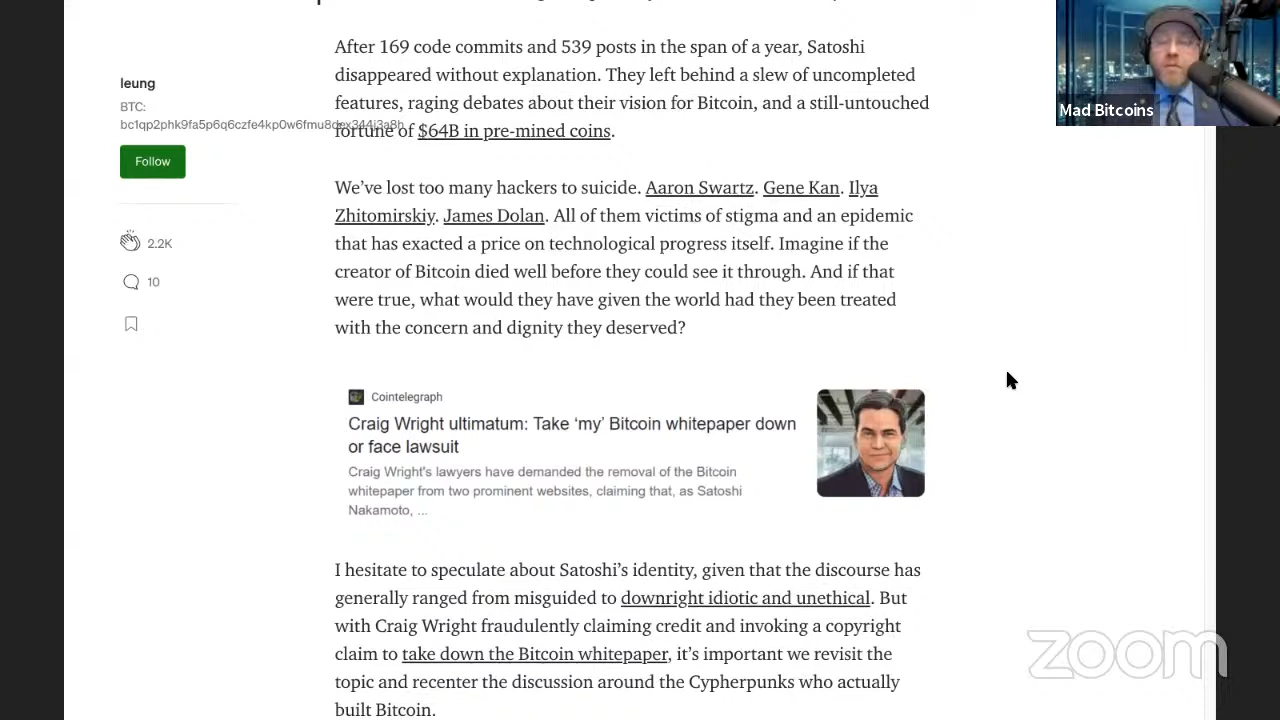 After 169 code commits and 539 posts in the span of a year, Satoshi
disappeared without explanation. They left behind a slew of uncompleted
features, raging debates about their vision for Bitcoin, and a still-untouched
fortune of $64B in pre-mined coins.
leung
BTC:
Follow
2.2K
10
Mad Bitcoins
We’ve lost too many hackers to suicide. Aaron Swartz. Gene Kan. Ilya
Zhitomirskiy. James Dolan. All of them victims of stigma and an epidemic
that has exacted a price on technological progress itself. Imagine if the
creator of Bitcoin died well before they could see it through. And if that
were true, what would they have given the world had they been treated
with the concern and dignity they deserved?
Cointelegraph
Craig Wright ultimatum: Take ‘my’ Bitcoin whitepaper down
or face lawsuit
Craig Wright's lawyers have demanded the removal of the Bitcoin
whitepaper from two prominent websites, claiming that, as Satoshi
Nakamoto, ...
I hesitate to speculate about Satoshi’s identity, given that the discourse has
generally ranged from misguided to downright idiotic and unethical. But
with Craig Wright fraudulently claiming credit and invoking a copyright
claim to take down the Bitcoin whitepaper, it’s important we revisit the
topic and recenter the discussion around the Cypherpunks who actually
built Bitcoin.
zoom